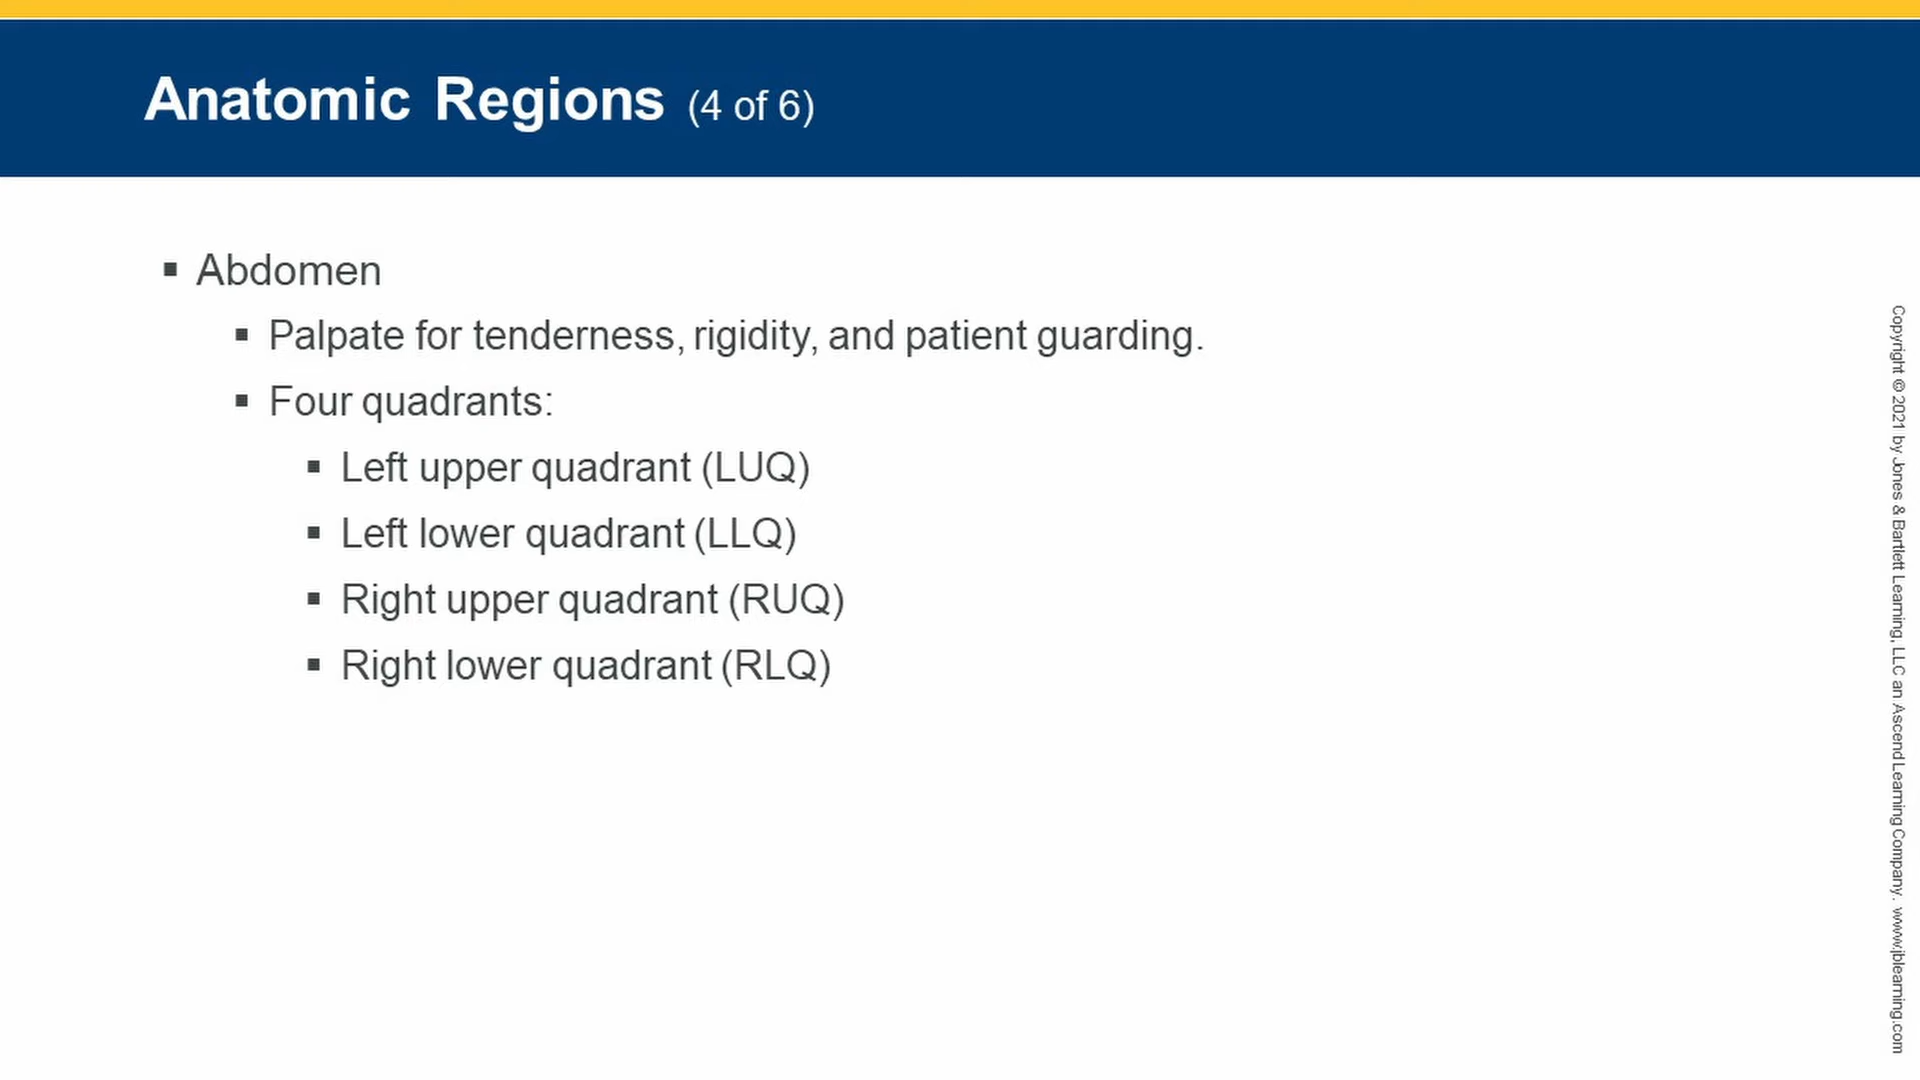 Anatomic Regions (4 of 6)
▪ Abdomen
▪ Palpate for tenderness, rigidity, and patient guarding.
▪ Four quadrants:
▪ Left upper quadrant (LUQ)
▪ Left lower quadrant (LLQ)
▪ Right upper quadrant (RUQ)
▪ Right lower quadrant (RLQ)
Copyright © 2021 by Jones & Bartlett Learning, LLC an Ascend Learning Company. www.jblearning.com